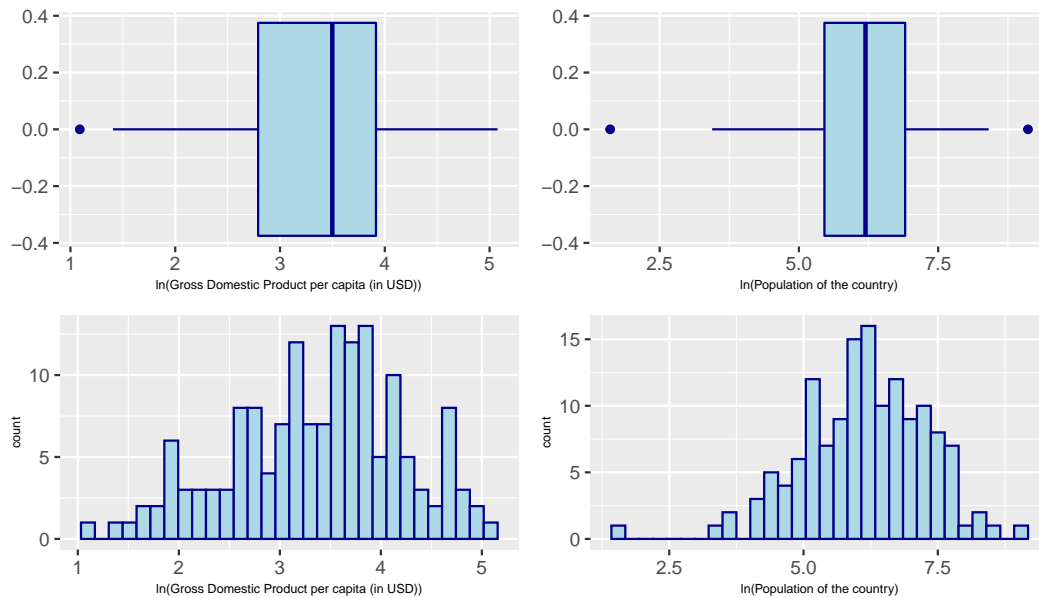 0.4
0.2
0.0
−0.2
−0.4
1 2 3 4 5
ln(Gross Domestic Product per capita (in USD))
0.4
0.2
0.0
−0.2
−0.4
2.5 5.0 7.5
ln(Population of the country)
count
10
5
0
1 2 3 4 5
ln(Gross Domestic Product per capita (in USD))
count
15
10
5
0
2.5 5.0 7.5
ln(Population of the country)